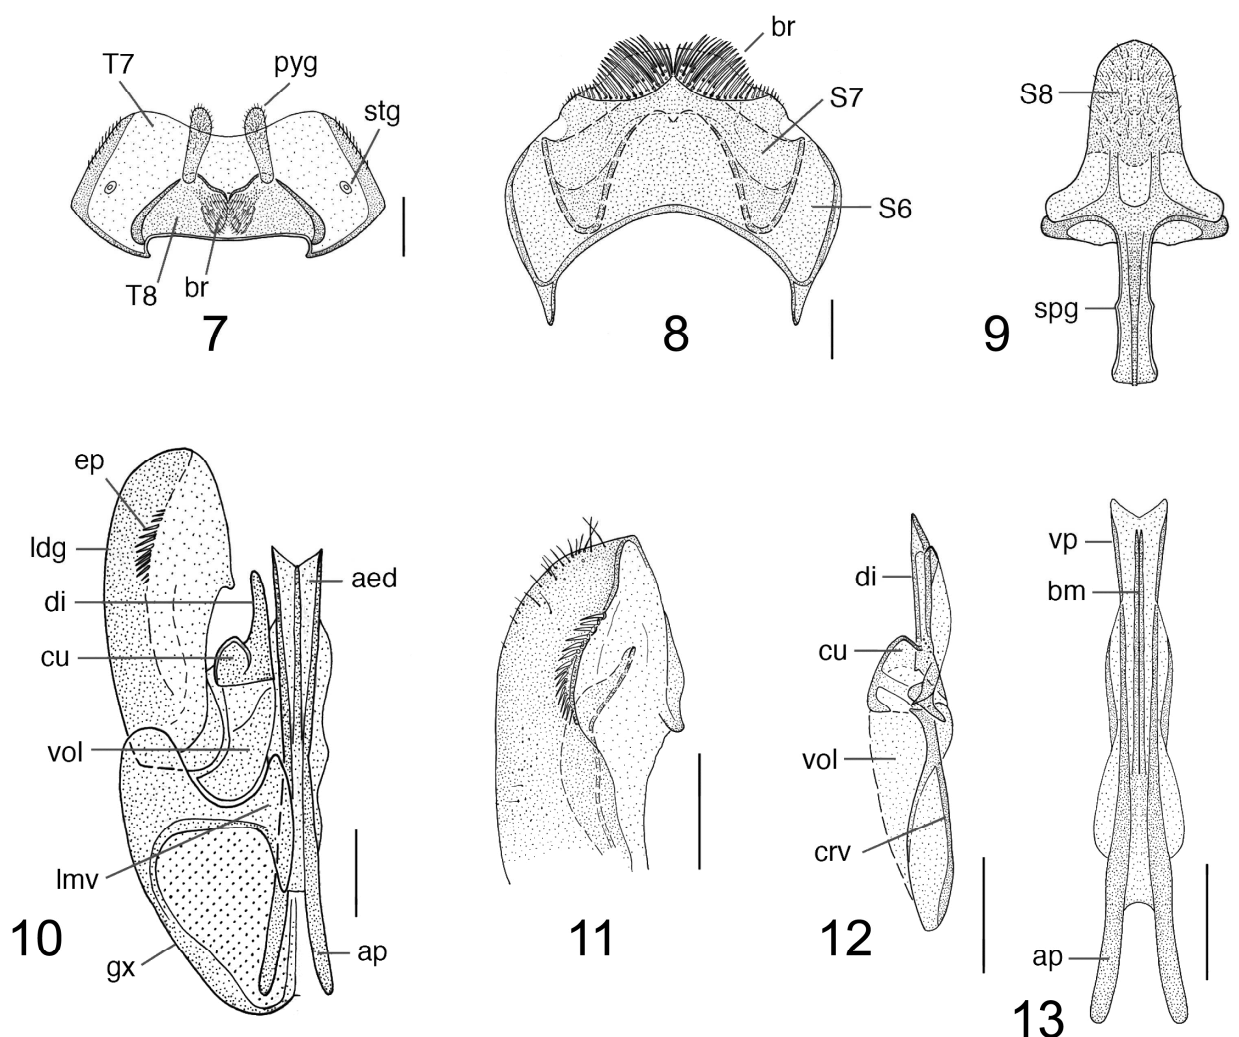 T7
pyg
stg
T8
br
7
br
S7
S6
8
S8
spg
9
ep
ldg
di
cu
vol
lmv
gx
aed
ap
10
11
di
cu
vol
crv
12
vp
bm
ap
13